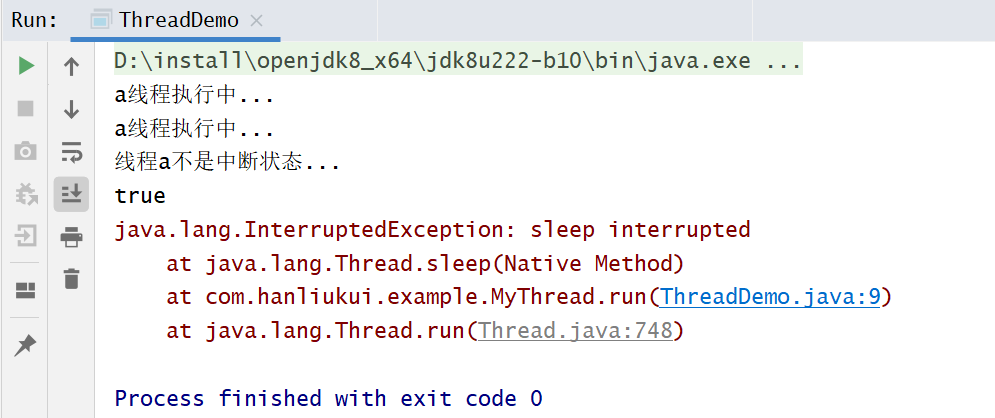 Run: ThreadDemo
D:\install\openjdk8_x64\jdk8u222-b10\bin\java.exe ...
a线程执行中...
a线程执行中...
线程a不是中断状态...
true
java.lang.InterruptedException: sleep interrupted
    at java.lang.Thread.sleep(Native Method)
    at com.hanliukui.example.MyThread.run(ThreadDemo.java:9)
    at java.lang.Thread.run(Thread.java:748)
Process finished with exit code 0